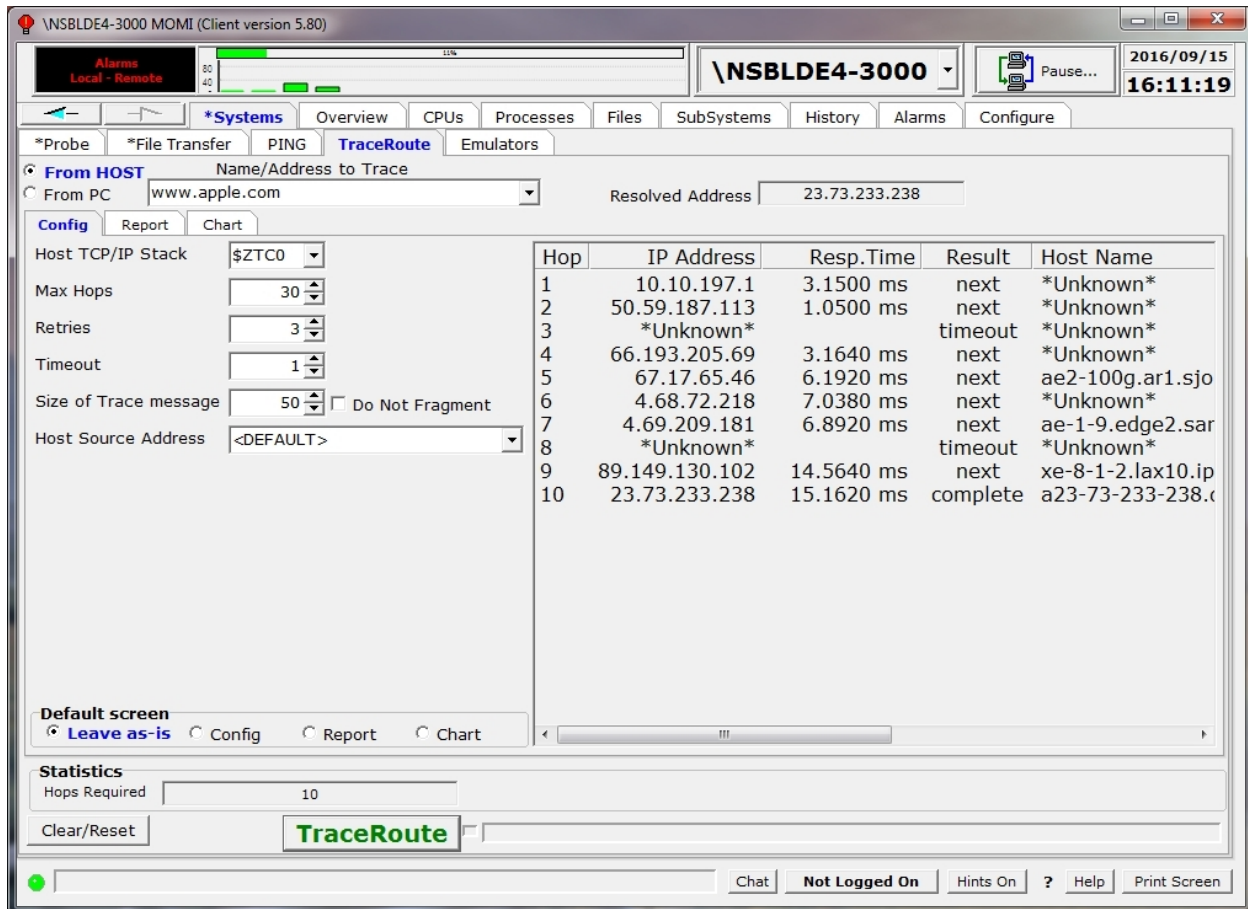 \NSBLDE4-3000 MOMI (Client version 5.80)
Alarms
Local - Remote
80
40
11%
\NSBLDE4-3000
Pause...
2016/09/15
16:11:19
*Systems Overview CPUs Processes Files SubSystems History Alarms Configure
*Probe *File Transfer PING TraceRoute Emulators
From HOST Name/Address to Trace
From PC www.apple.com Resolved Address 23.73.233.238
Config Report Chart
Host TCP/IP Stack $ZTC0
Max Hops 30
Retries 3
Timeout 1
Size of Trace message 50 Do Not Fragment
Host Source Address <DEFAULT>
Hop IP Address Resp.Time Result Host Name
1 10.10.197.1 3.1500 ms next *Unknown*
2 50.59.187.113 1.0500 ms next *Unknown*
3 *Unknown* timeout *Unknown*
4 66.193.205.69 3.1640 ms next *Unknown*
5 67.17.65.46 6.1920 ms next ae2-100g.ar1.sjo
6 4.68.72.218 7.0380 ms next *Unknown*
7 4.69.209.181 6.8920 ms next ae-1-9.edge2.sar
8 *Unknown* timeout *Unknown*
9 89.149.130.102 14.5640 ms next xe-8-1-2.lax10.ip
10 23.73.233.238 15.1620 ms complete a23-73-233-238.
Default screen
Leave as-is Config Report Chart
Statistics
Hops Required 10
Clear/Reset TraceRoute
Chat Not Logged On Hints On ? Help Print Screen